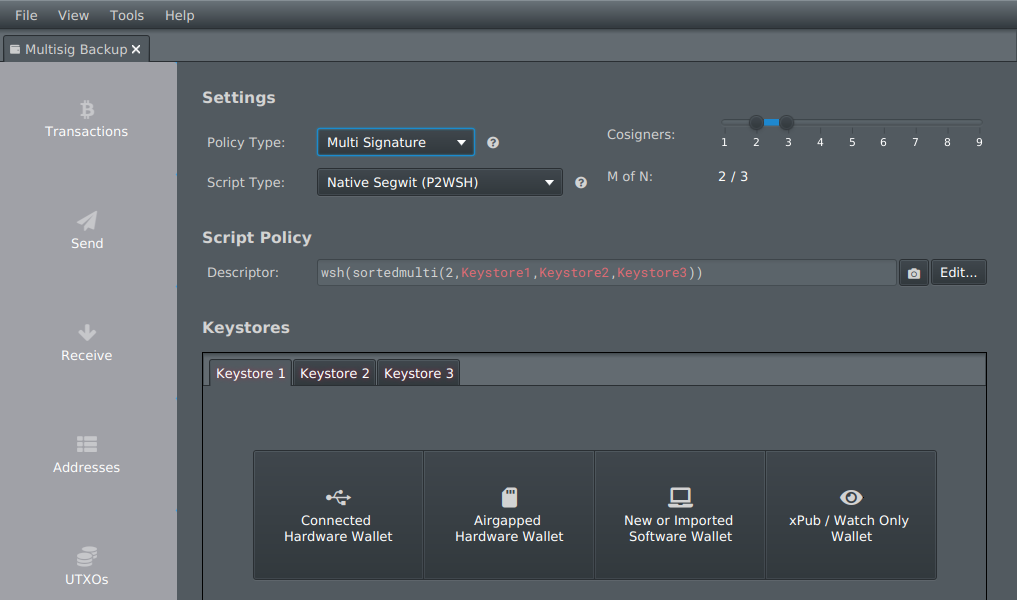 File View Tools Help
Multisig Backup
Transactions
Send
Receive
Addresses
UTXOs
Settings
Policy Type: Multi Signature
Script Type: Native Segwit (P2WSH)
Cosigners:
1 2 3 4 5 6 7 8 9
M of N: 2 / 3
Script Policy
Descriptor: wsh(sortedmulti(2,Keystore1,Keystore2,Keystore3)) Edit...
Keystores
Keystore 1 Keystore 2 Keystore 3
Connected
Hardware Wallet
Airgapped
Hardware Wallet
New or Imported
Software Wallet
xPub / Watch Only
Wallet